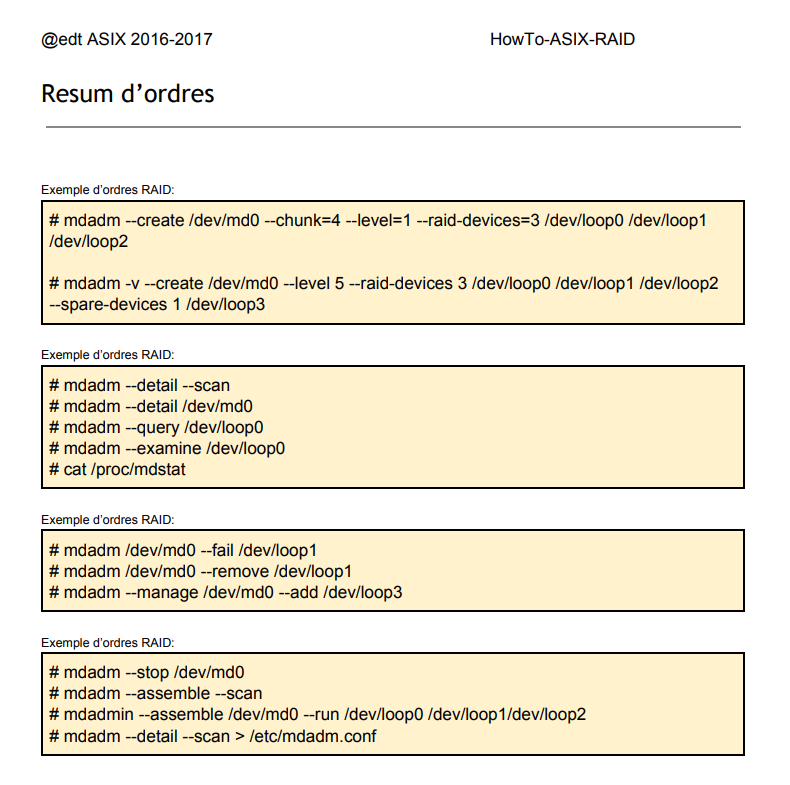 @edt ASIX 2016-2017 HowTo-ASIX-RAID
Resum d’ordres
Exemple d’ordres RAID:
# mdadm --create /dev/md0 --chunk=4 --level=1 --raid-devices=3 /dev/loop0 /dev/loop1
/dev/loop2
# mdadm -v --create /dev/md0 --level 5 --raid-devices 3 /dev/loop0 /dev/loop1 /dev/loop2
--spare-devices 1 /dev/loop3
Exemple d’ordres RAID:
# mdadm --detail --scan
# mdadm --detail /dev/md0
# mdadm --query /dev/loop0
# mdadm --examine /dev/loop0
# cat /proc/mdstat
Exemple d’ordres RAID:
# mdadm /dev/md0 --fail /dev/loop1
# mdadm /dev/md0 --remove /dev/loop1
# mdadm --manage /dev/md0 --add /dev/loop3
Exemple d’ordres RAID:
# mdadm --stop /dev/md0
# mdadm --assemble --scan
# mdadmin --assemble /dev/md0 --run /dev/loop0 /dev/loop1/dev/loop2
# mdadm --detail --scan > /etc/mdadm.conf